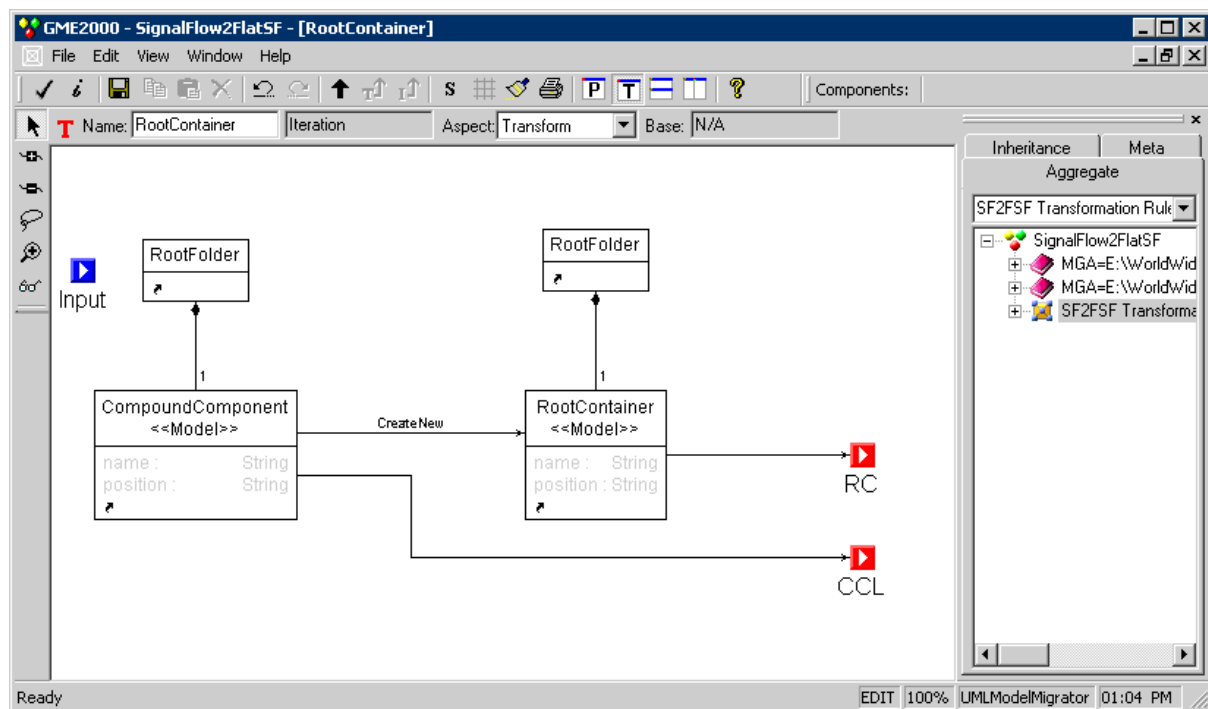 GME2000 - SignalFlow2FlatSF - [RootContainer]
File Edit View Window Help
S P T Components:
T Name: RootContainer Iteration Aspect: Transform Base: N/A
Inheritance Meta
Aggregate
SF2FSF Transformation Rule
SignalFlow2FlatSF
MGA=E:\WorldWid
MGA=E:\WorldWid
SF2FSF Transforma
Input
RootFolder
RootFolder
1
1
CompoundComponent
<<Model>>
name : String
position : String
CreateNew
RootContainer
<<Model>>
name : String
position : String
RC
CCL
Ready EDIT 100% UMLModelMigrator 01:04 PM